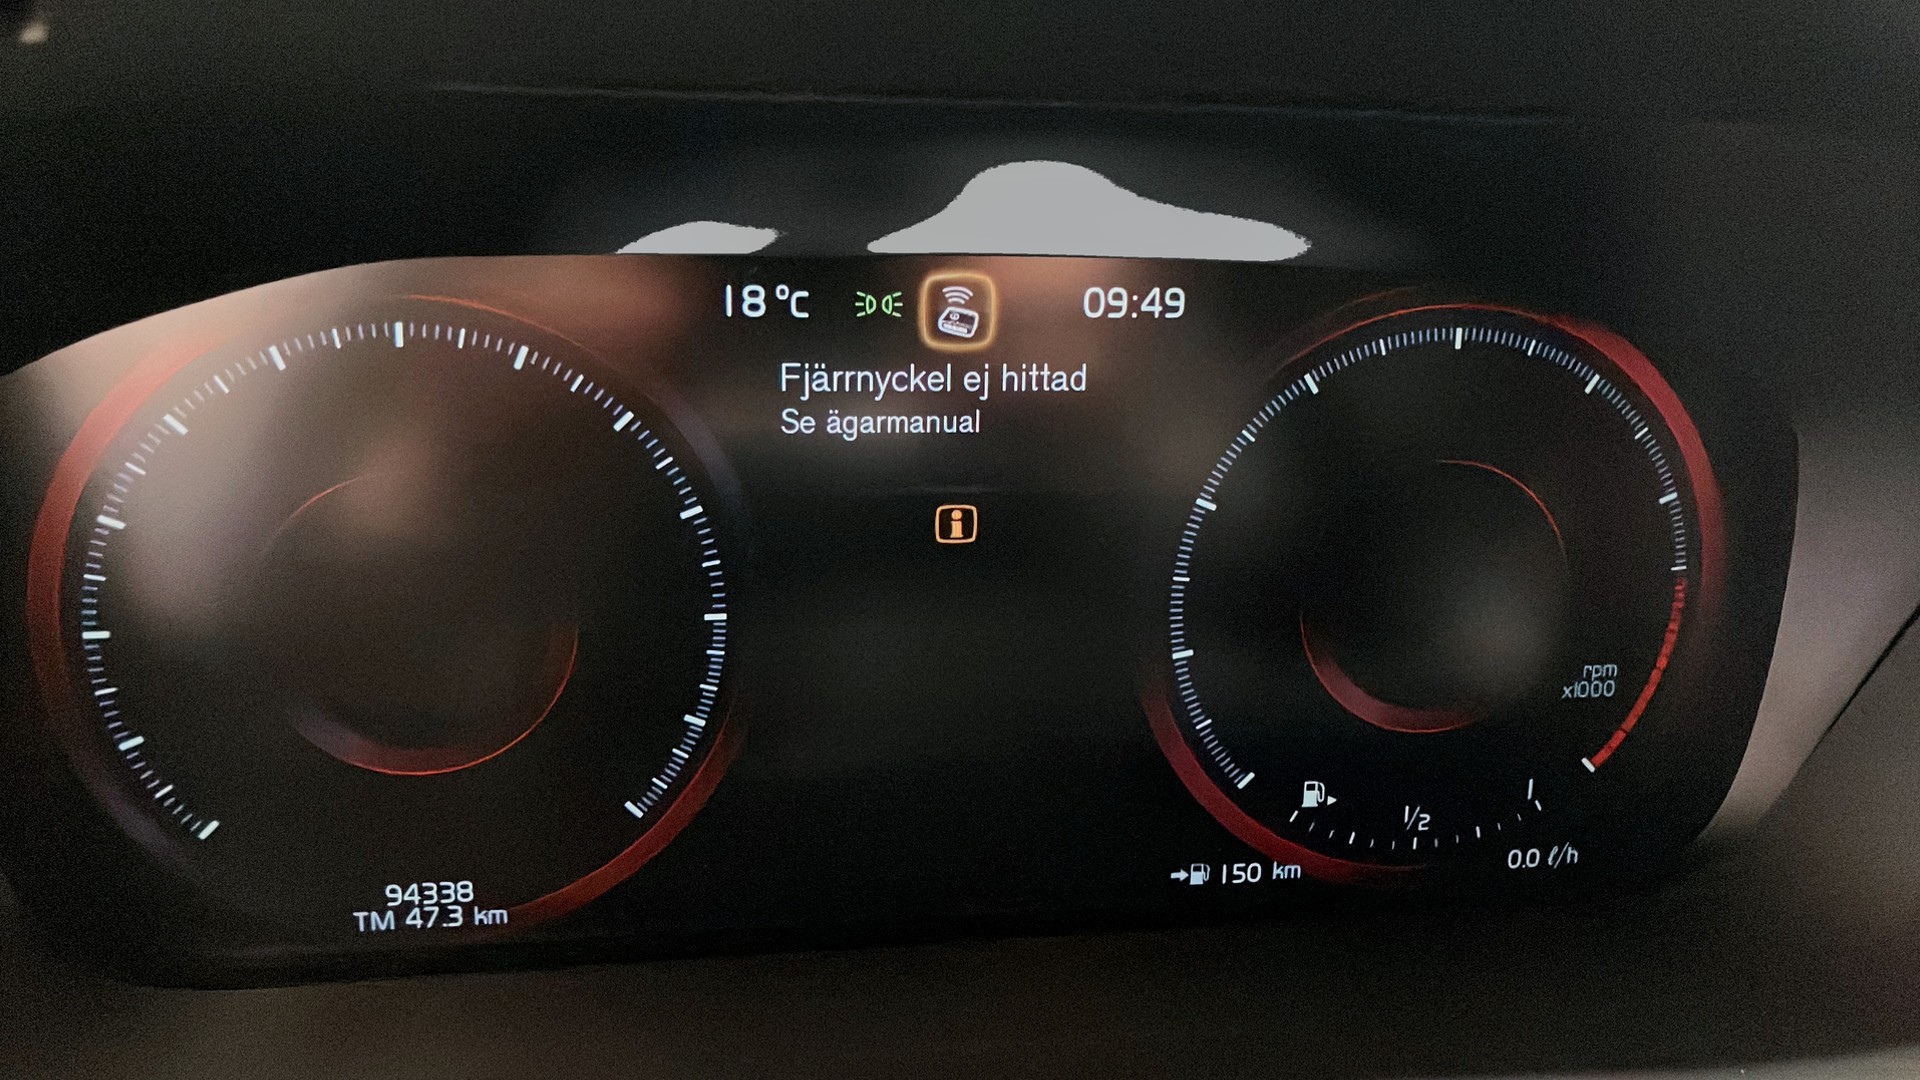 18 °C
09:49
Fjärrnyckel ej hittad
Se ägarmanual
i
rpm
x1000
1/2
1
0.0 ℓ/h
150 km
94338
TM 47.3 km